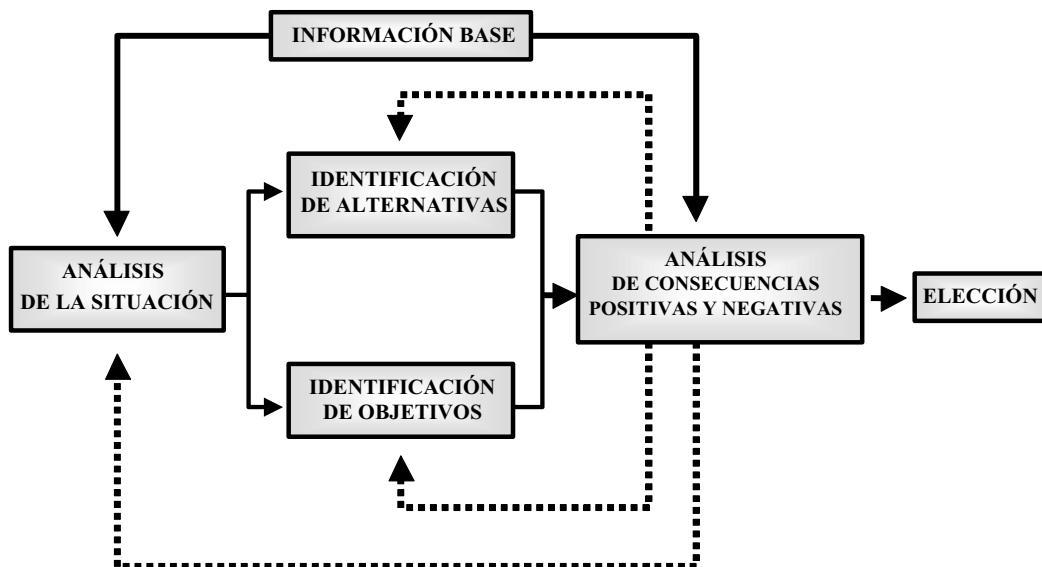 INFORMACIÓN BASE
IDENTIFICACIÓN
DE ALTERNATIVAS
ANÁLISIS
DE LA SITUACIÓN
ANÁLISIS
DE CONSECUENCIAS
POSITIVAS Y NEGATIVAS
ELECCIÓN
IDENTIFICACIÓN
DE OBJETIVOS